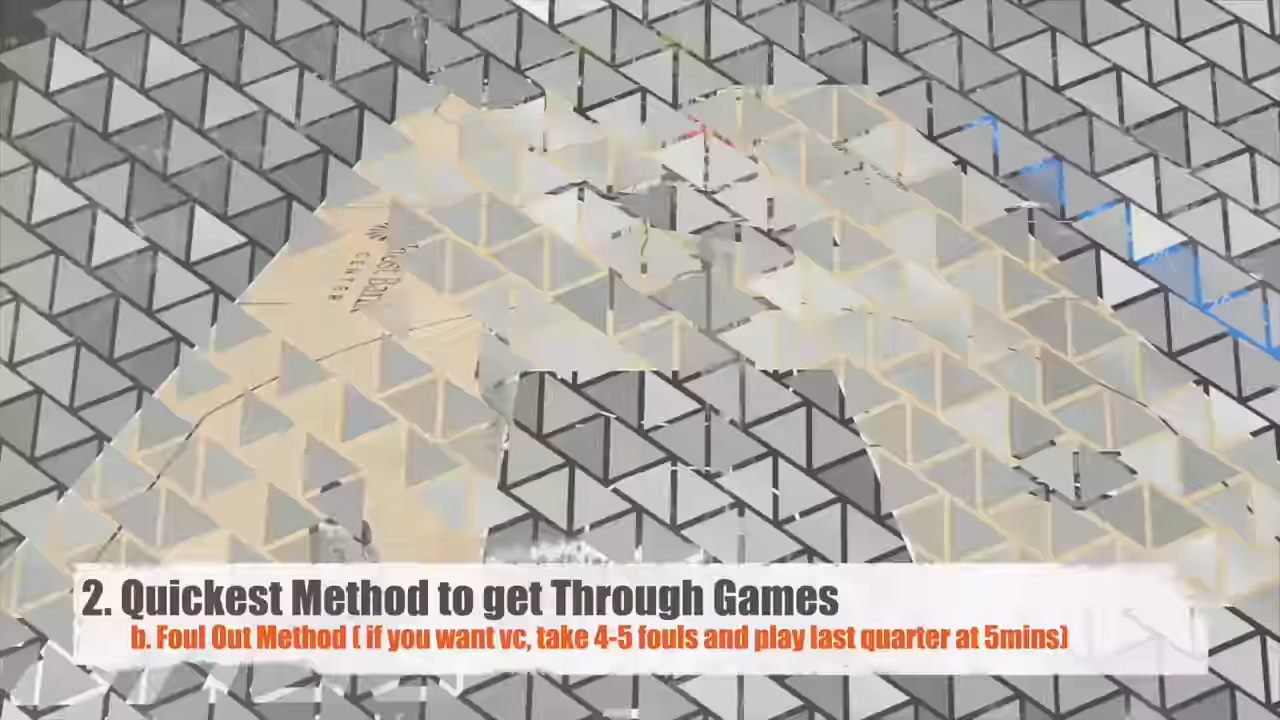 CENTER
2. Quickest Method to get Through Games
b. Foul Out Method ( if you want vc, take 4-5 fouls and play last quarter at 5mins)